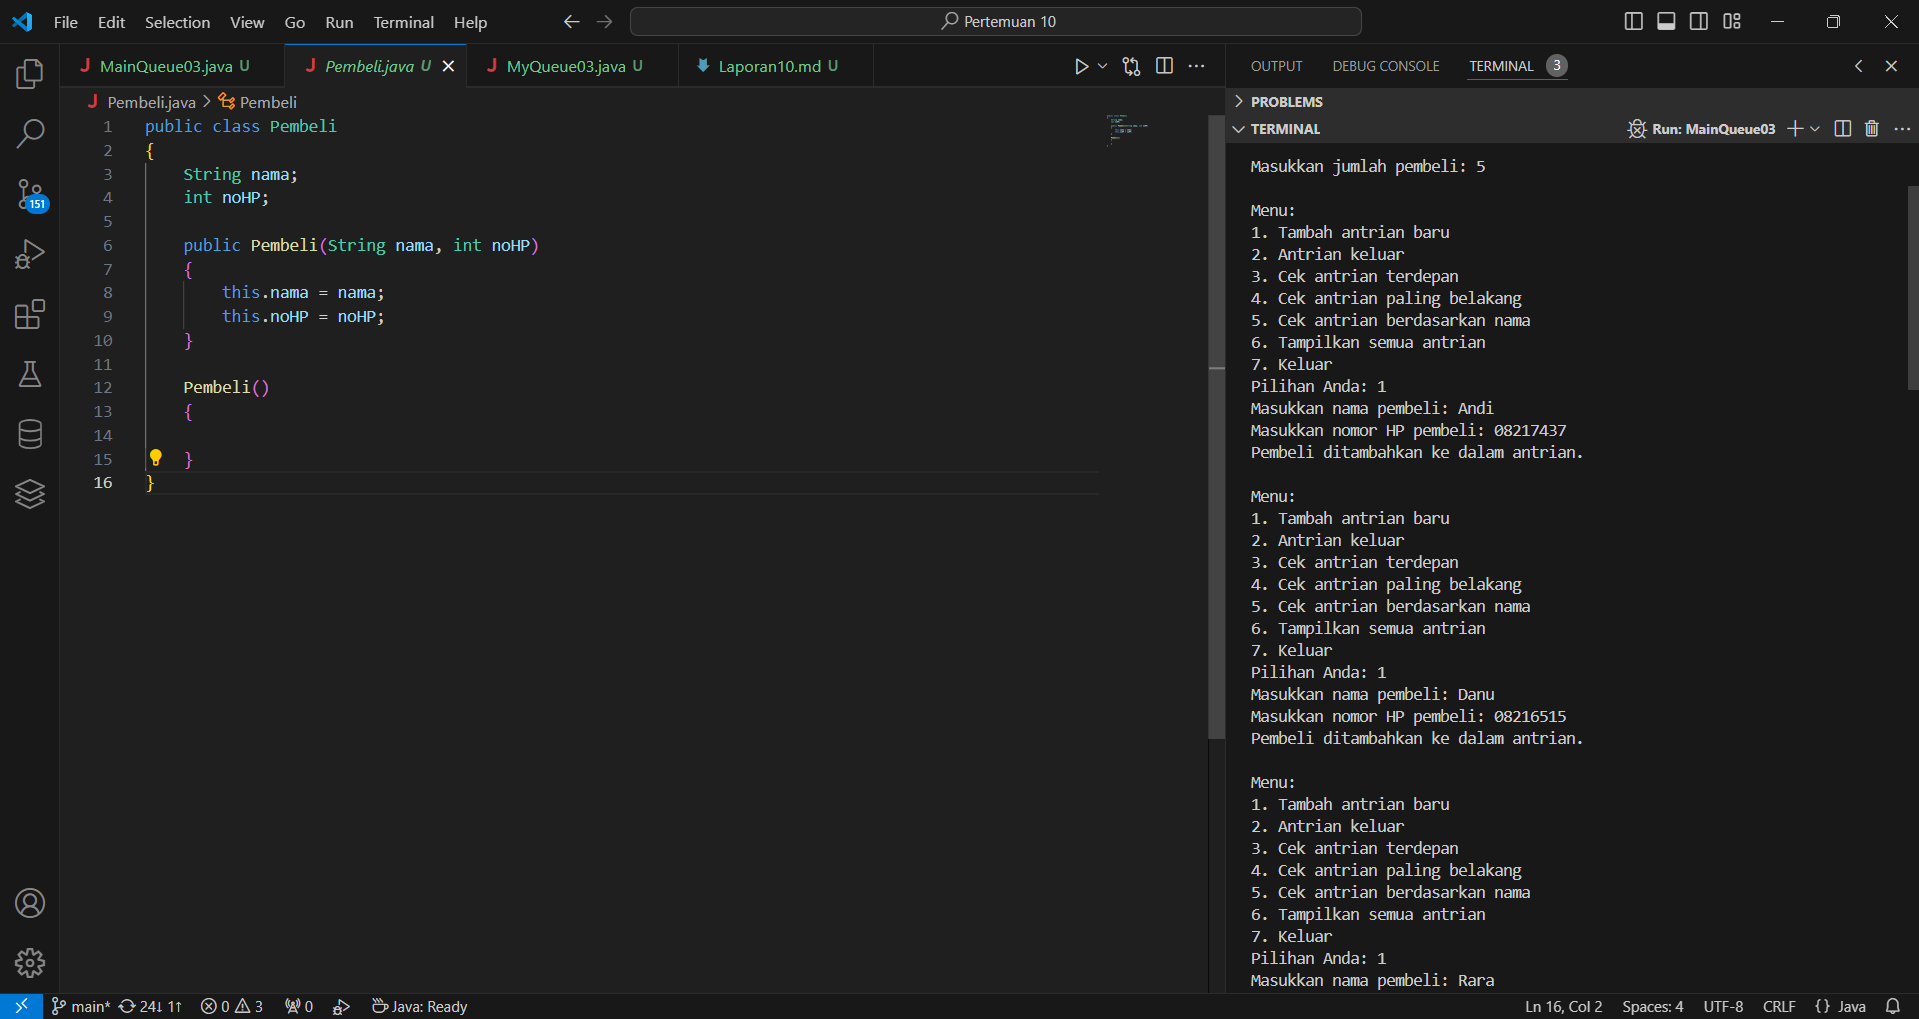 File Edit Selection View Go Run Terminal Help
Pertemuan 10
MainQueue03.java U
Pembeli.java U
MyQueue03.java U
Laporan10.md U
Pembeli.java > Pembeli
1 public class Pembeli
2 {
3 String nama;
4 int noHP;
5
6 public Pembeli(String nama, int noHP)
7 {
8 this.nama = nama;
9 this.noHP = noHP;
10 }
11
12 Pembeli()
13 {
14
15 }
16 }
151
OUTPUT DEBUG CONSOLE TERMINAL 3
PROBLEMS
TERMINAL
Run: MainQueue03
Masukkan jumlah pembeli: 5
Menu:
1. Tambah antrian baru
2. Antrian keluar
3. Cek antrian terdepan
4. Cek antrian paling belakang
5. Cek antrian berdasarkan nama
6. Tampilkan semua antrian
7. Keluar
Pilihan Anda: 1
Masukkan nama pembeli: Andi
Masukkan nomor HP pembeli: 08217437
Pembeli ditambahkan ke dalam antrian.
Menu:
1. Tambah antrian baru
2. Antrian keluar
3. Cek antrian terdepan
4. Cek antrian paling belakang
5. Cek antrian berdasarkan nama
6. Tampilkan semua antrian
7. Keluar
Pilihan Anda: 1
Masukkan nama pembeli: Danu
Masukkan nomor HP pembeli: 08216515
Pembeli ditambahkan ke dalam antrian.
Menu:
1. Tambah antrian baru
2. Antrian keluar
3. Cek antrian terdepan
4. Cek antrian paling belakang
5. Cek antrian berdasarkan nama
6. Tampilkan semua antrian
7. Keluar
Pilihan Anda: 1
Masukkan nama pembeli: Rara
main* 24↓ 1↑ 0 3 0 Java: Ready
Ln 16, Col 2 Spaces: 4 UTF-8 CRLF {} Java